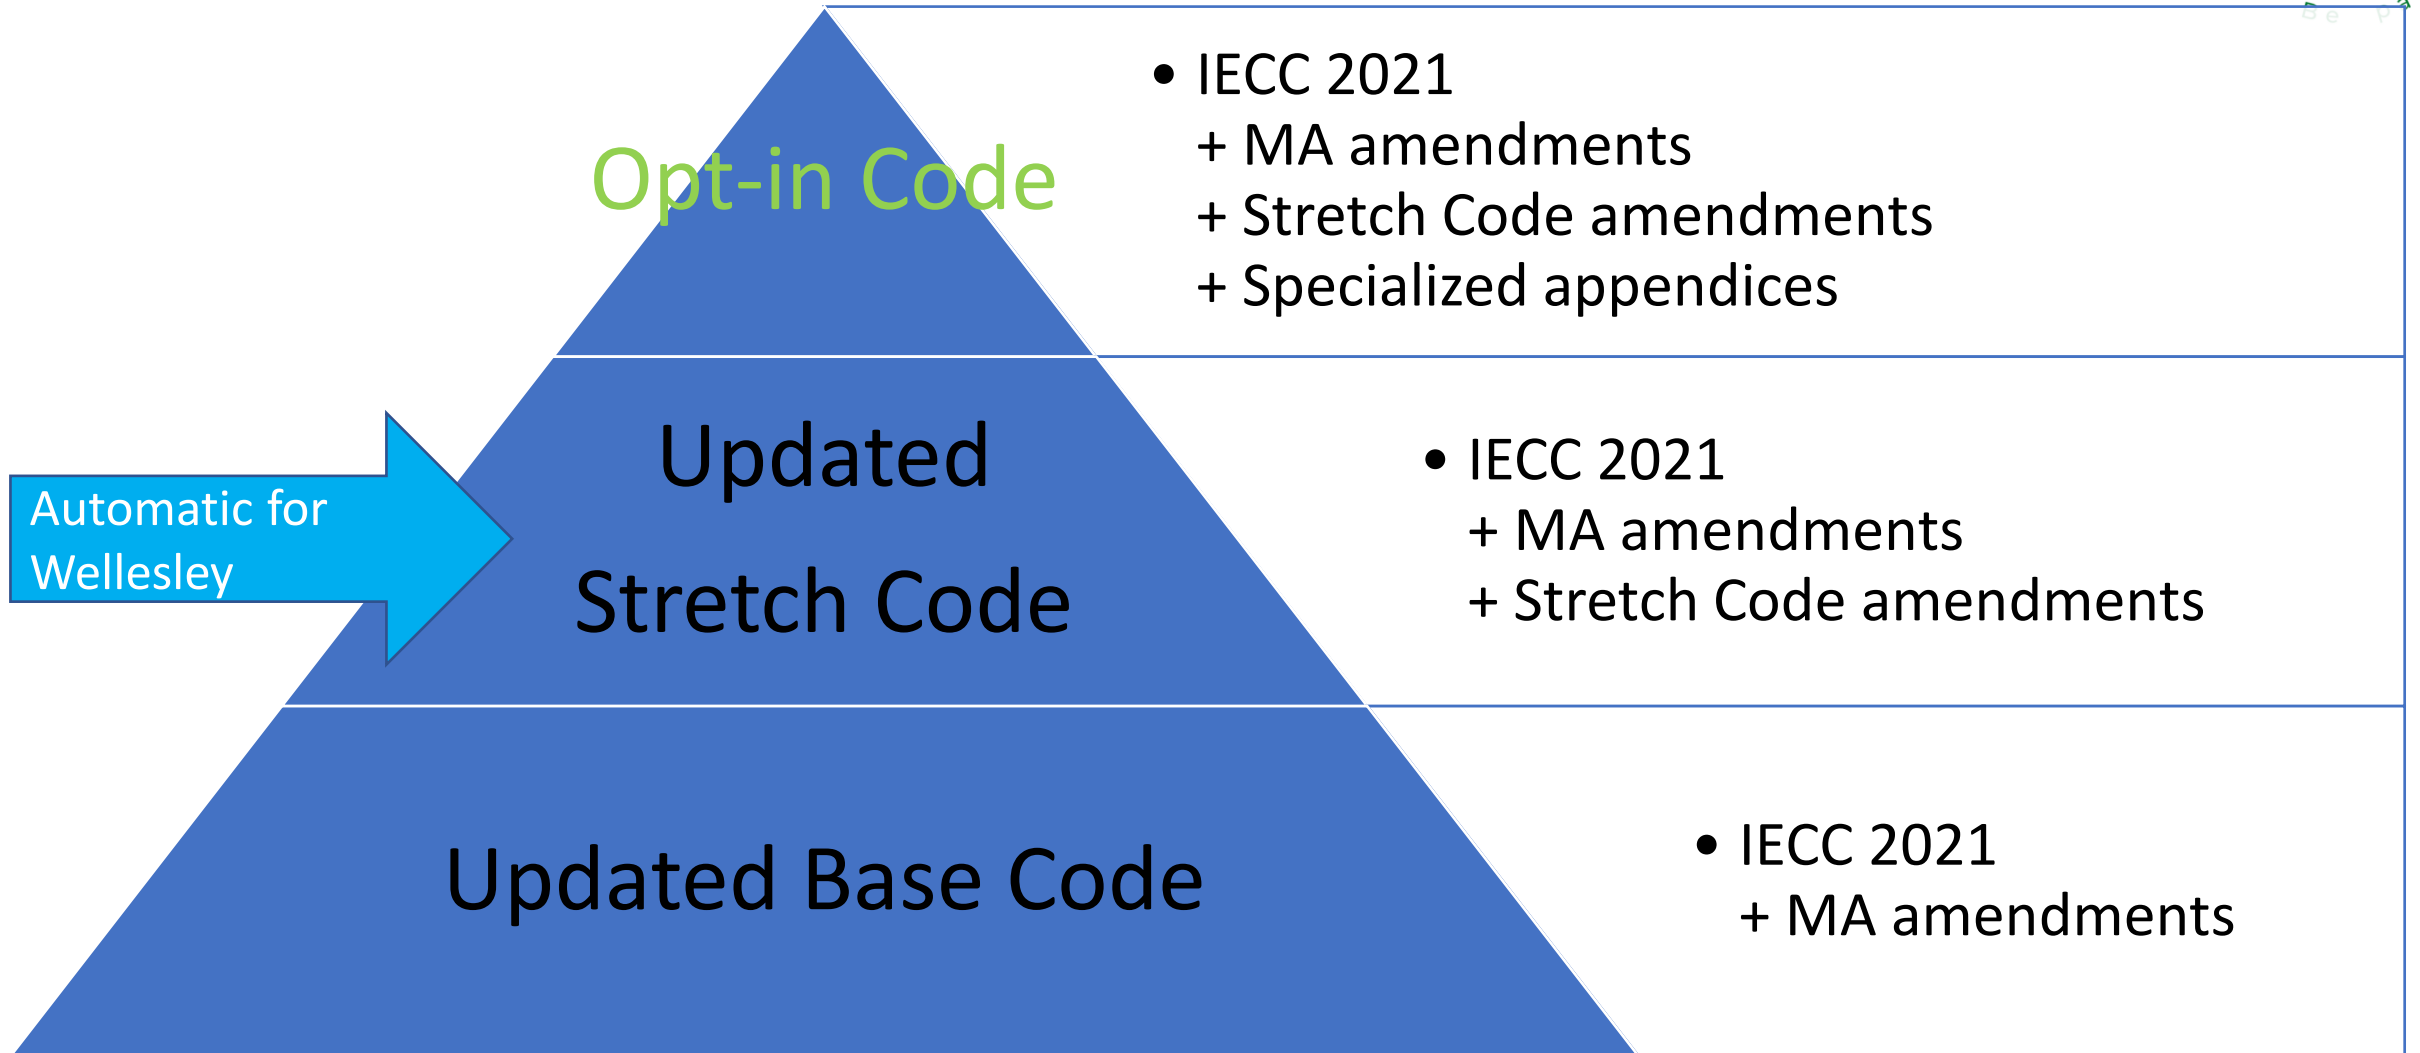 Opt-in Code
• IECC 2021
+ MA amendments
+ Stretch Code amendments
+ Specialized appendices
Automatic for
Wellesley
Updated
Stretch Code
• IECC 2021
+ MA amendments
+ Stretch Code amendments
Updated Base Code
• IECC 2021
+ MA amendments